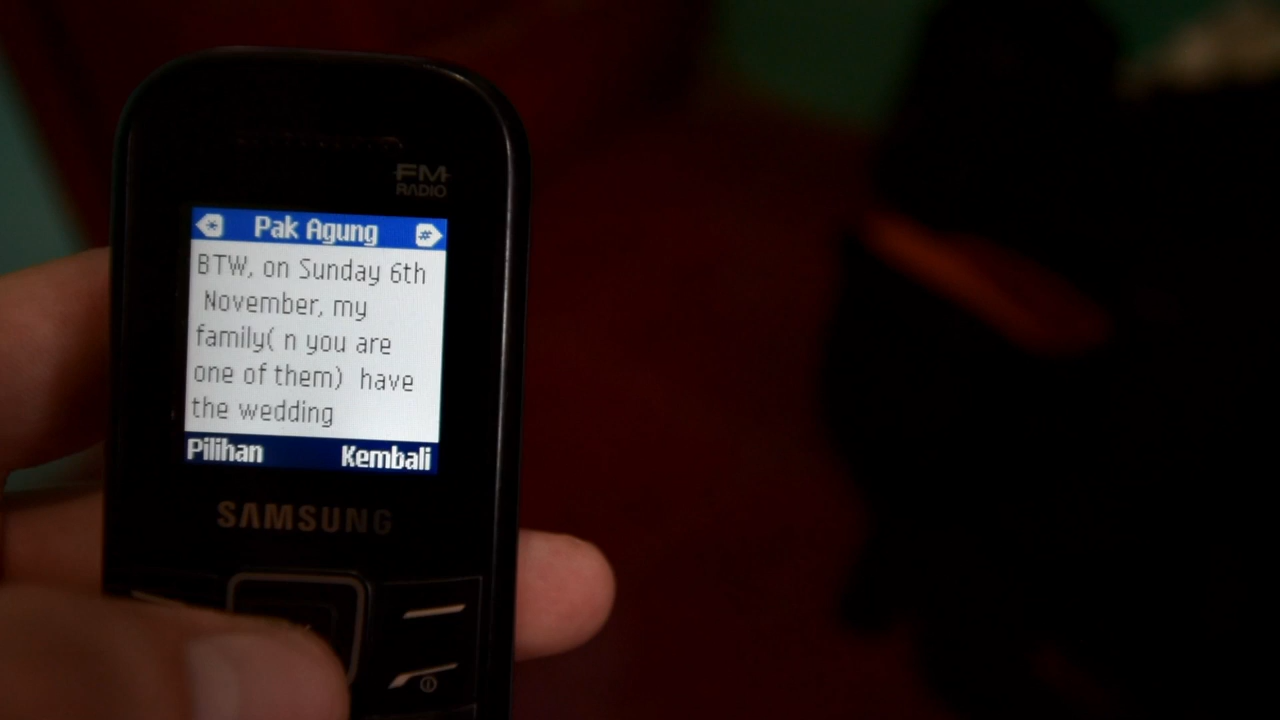 FM
RADIO
* Pak Agung #
BTW, on Sunday 6th
November, my
family( n you are
one of them) have
the wedding
Pilihan Kembali
SAMSUNG